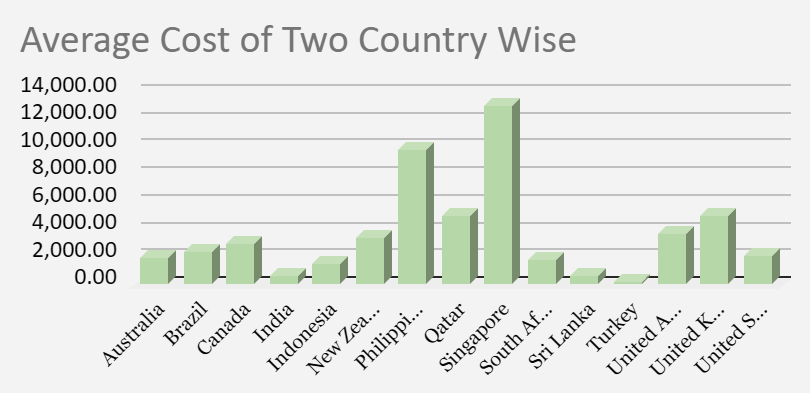 Average Cost of Two Country Wise
14,000.00
12,000.00
10,000.00
8,000.00
6,000.00
4,000.00
2,000.00
0.00
Australia
Brazil
Canada
India
Indonesia
New Zea...
Philippi...
Qatar
Singapore
South Af...
Sri Lanka
Turkey
United A...
United K...
United S...